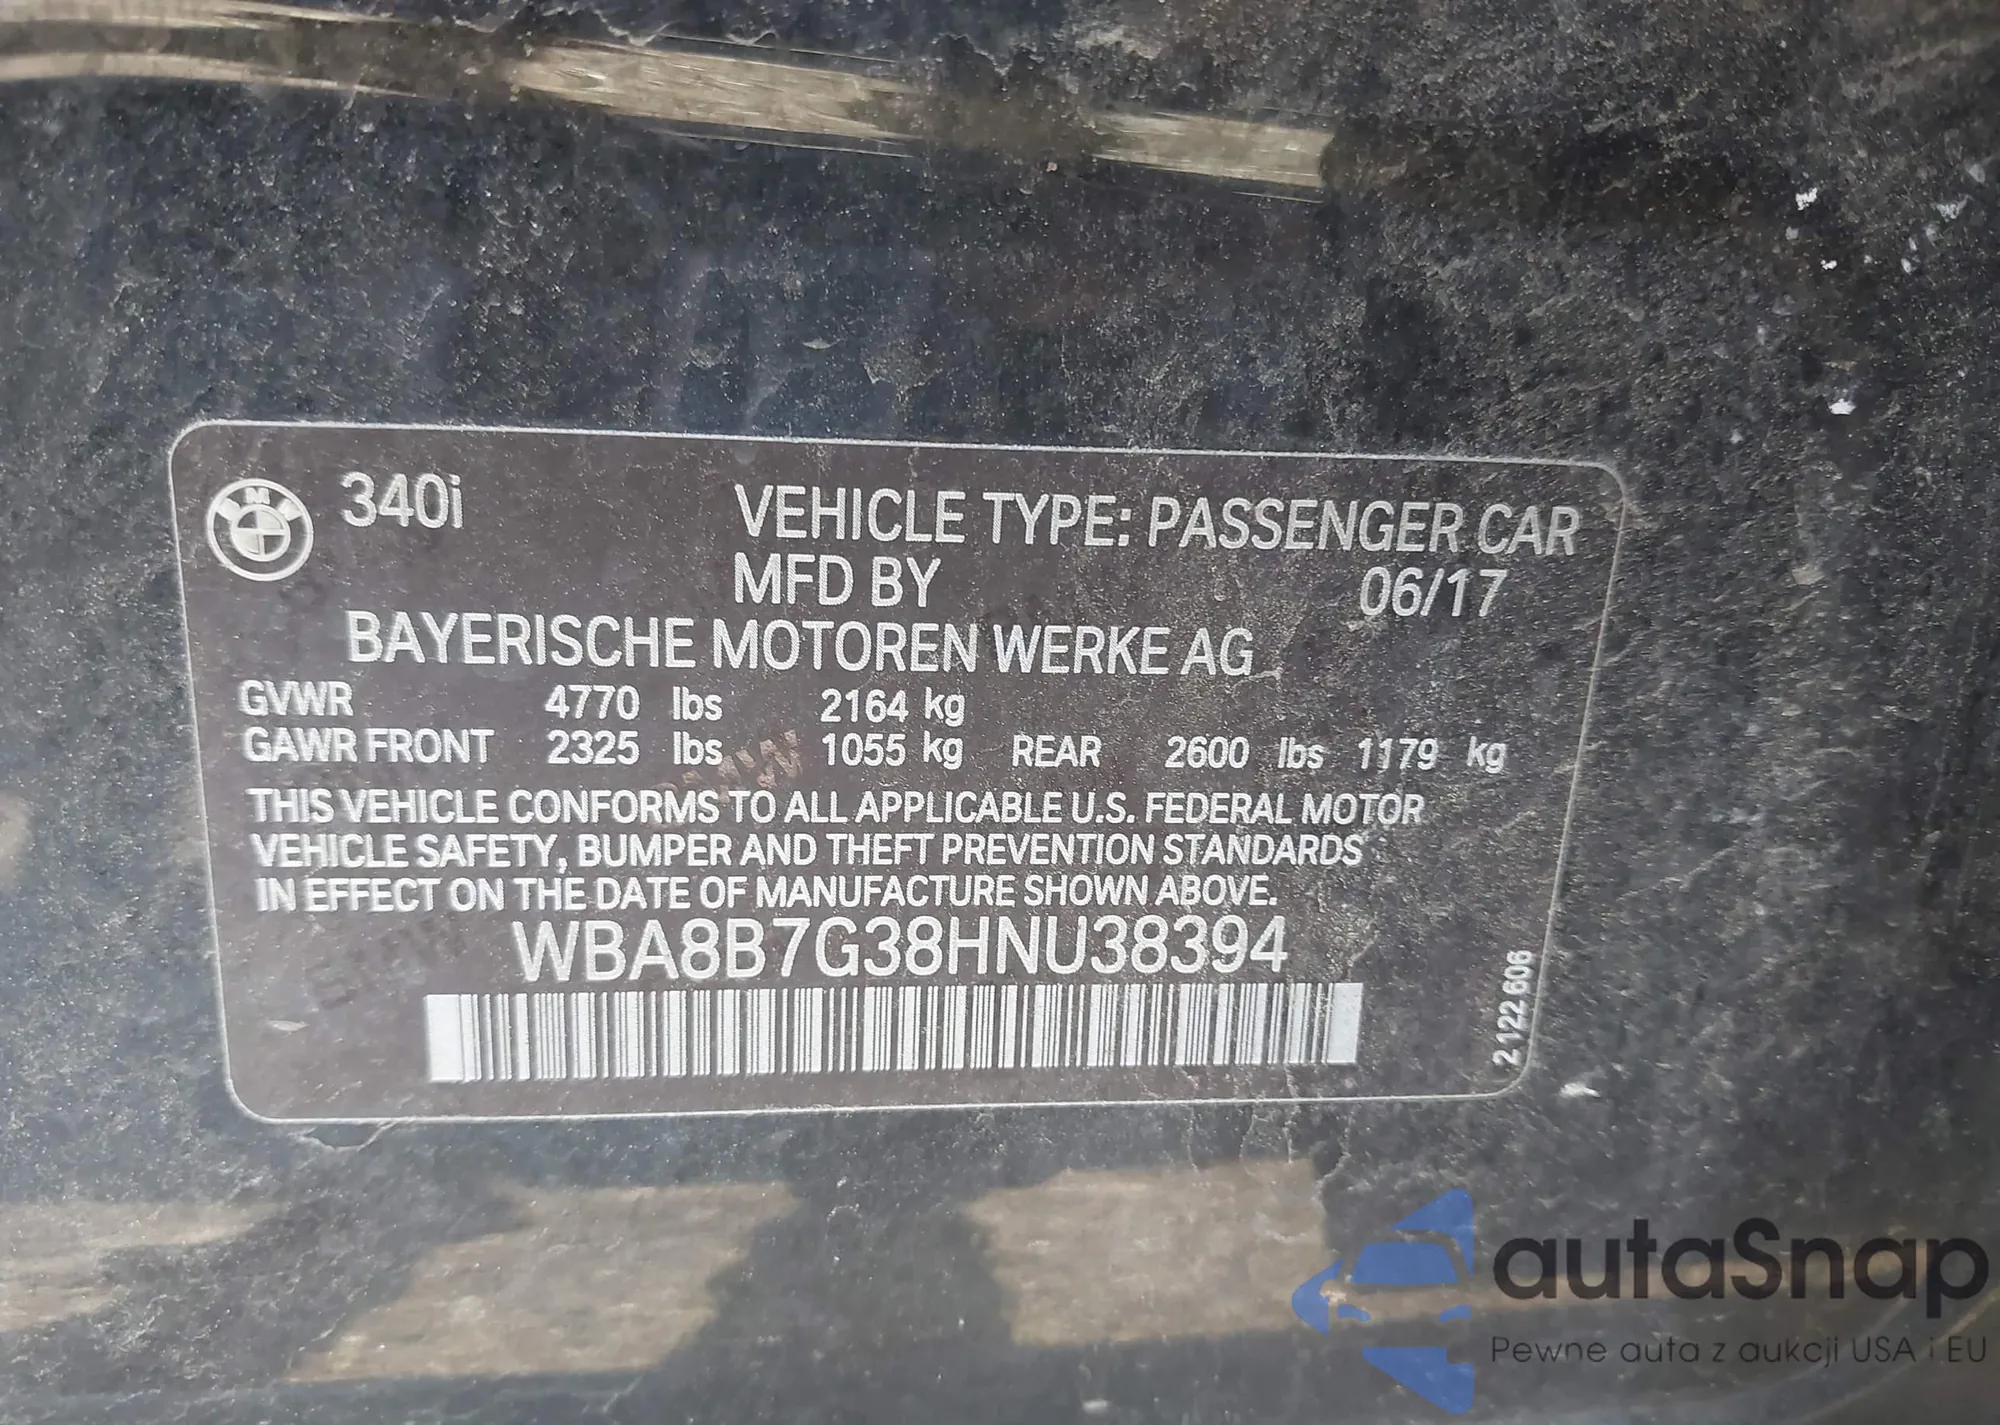 340i
VEHICLE TYPE: PASSENGER CAR
MFD BY 06/17
BAYERISCHE MOTOREN WERKE AG
GVWR 4770 lbs 2164 kg
GAWR FRONT 2325 lbs 1055 kg REAR 2600 lbs 1179 kg
THIS VEHICLE CONFORMS TO ALL APPLICABLE U.S. FEDERAL MOTOR
VEHICLE SAFETY, BUMPER AND THEFT PREVENTION STANDARDS
IN EFFECT ON THE DATE OF MANUFACTURE SHOWN ABOVE.
WBA8B7G38HNU38394
2 122 606
BMW
autaSnap
Pewne auta z aukcji USA i EU